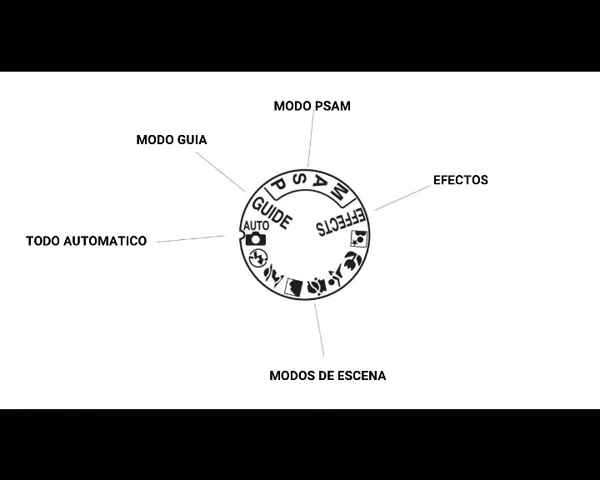 MODO PSAM
MODO GUIA
EFECTOS
TODO AUTOMATICO
MODOS DE ESCENA
P S A M
GUIDE
EFFECTS
AUTO